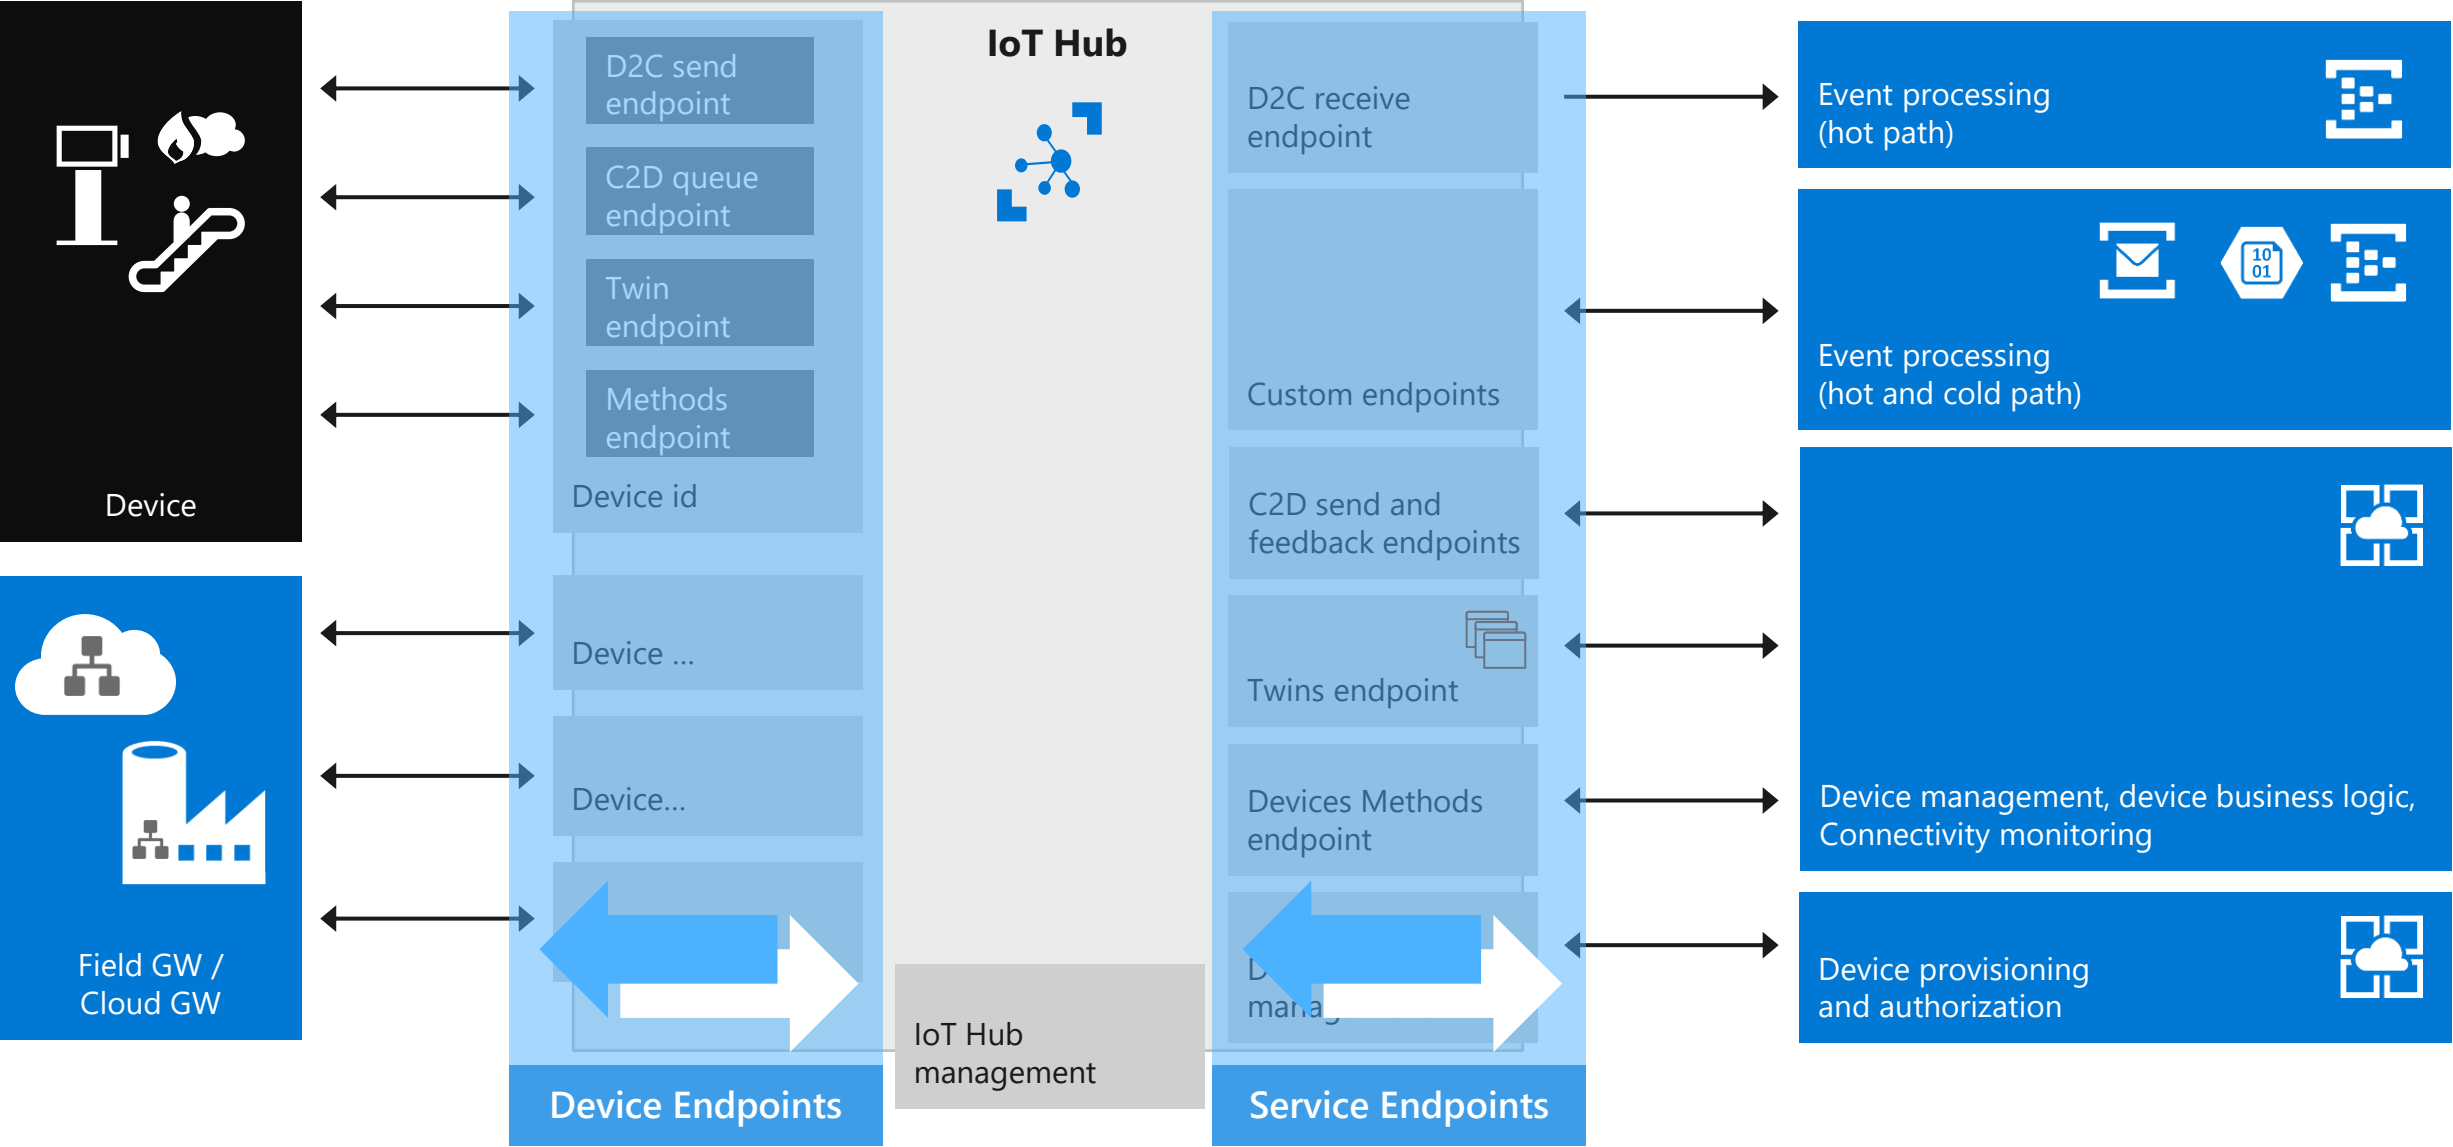 Device
Field GW /
Cloud GW
D2C send
endpoint
C2D queue
endpoint
Twin
endpoint
Methods
endpoint
Device id
Device ...
Device...
Device Endpoints
IoT Hub
IoT Hub
management
D2C receive
endpoint
Custom endpoints
C2D send and
feedback endpoints
Twins endpoint
Devices Methods
endpoint
Service Endpoints
Event processing
(hot path)
10
01
Event processing
(hot and cold path)
Device management, device business logic,
Connectivity monitoring
Device provisioning
and authorization